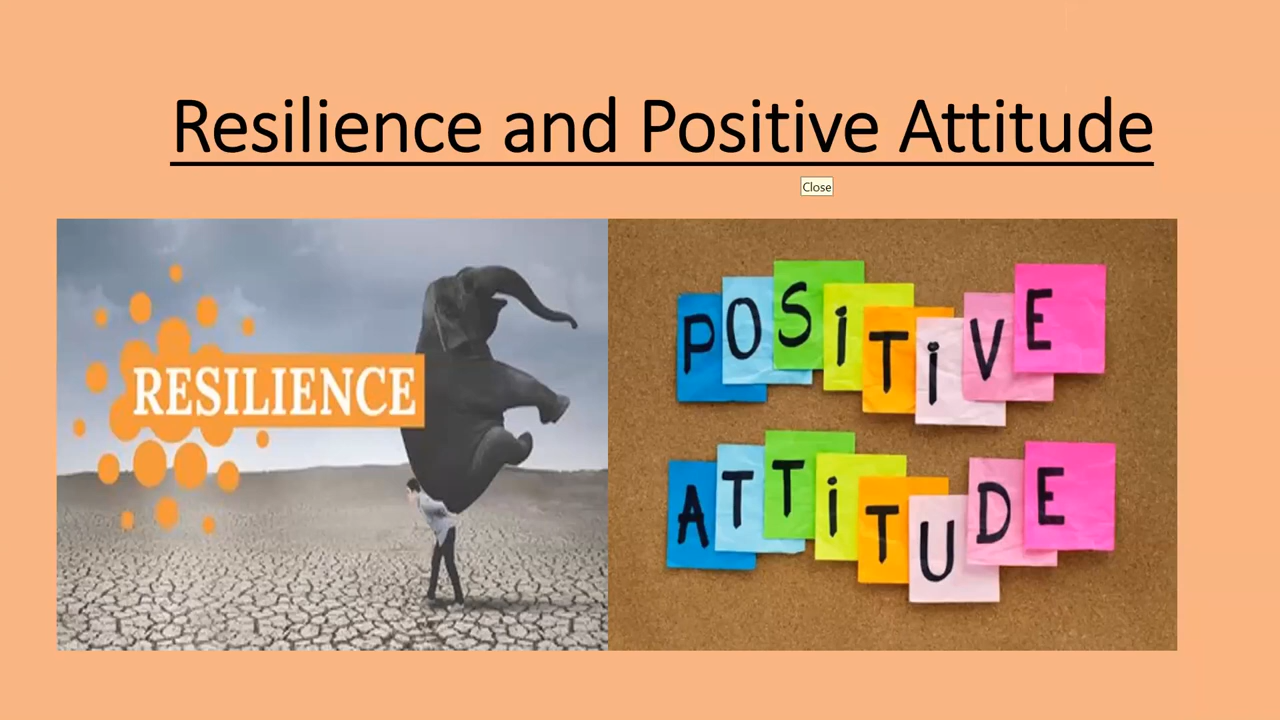 Resilience and Positive Attitude
Close
RESILIENCE
POSiTiVE
ATTiTUDE